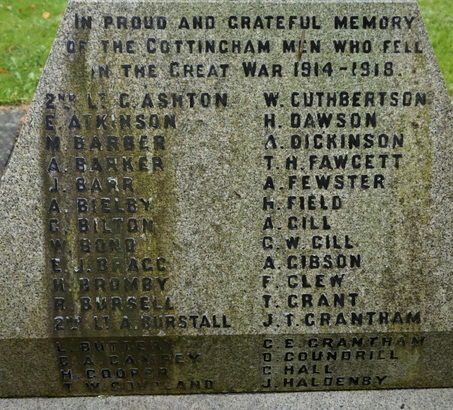 IN PROUD AND GRATEFUL MEMORY
OF THE COTTINGHAM MEN WHO FELL
IN THE GREAT WAR 1914-1918.
2ND LT C. ASHTON
E. ATKINSON
M. BARBER
A. BARKER
J. BARR
A. BIELBY
C. BILTON
W. BOND
E. J. BRAGG
H. BROMBY
R. BURSELL
2ND LT A. BURSTALL
H. COOPER
W. CUTHBERTSON
H. DAWSON
A. DICKINSON
T. H. FAWCETT
A. FEWSTER
H. FIELD
A. GILL
G. W. GILL
A. GIBSON
F. GLEW
T. GRANT
J. T. GRANTHAM
C. E. GRANTHAM
D GOUNDRILL
C HALL
J. HALDENBY